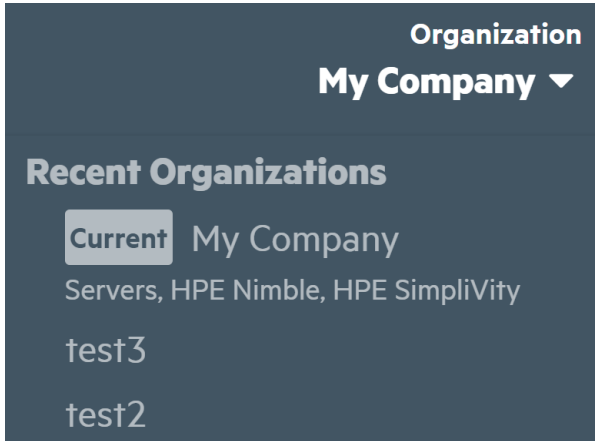 Organization
My Company
Recent Organizations
Current My Company
Servers, HPE Nimble, HPE SimpliVity
test3
test2